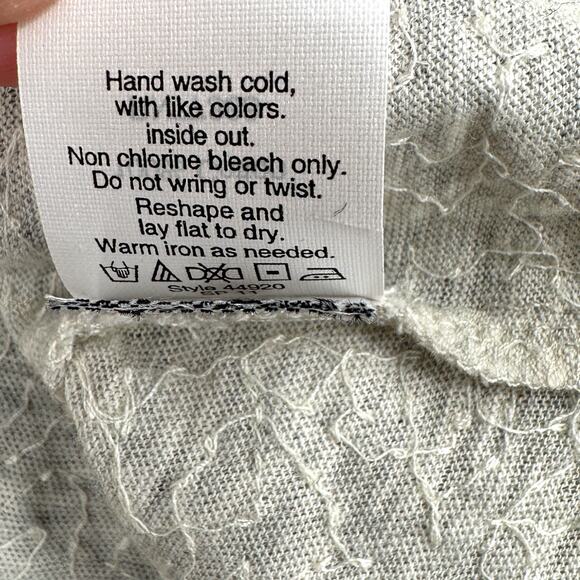 Hand wash cold,
with like colors.
inside out.
Non chlorine bleach only.
Do not wring or twist.
Reshape and
lay flat to dry.
Warm iron as needed.
Style 44920